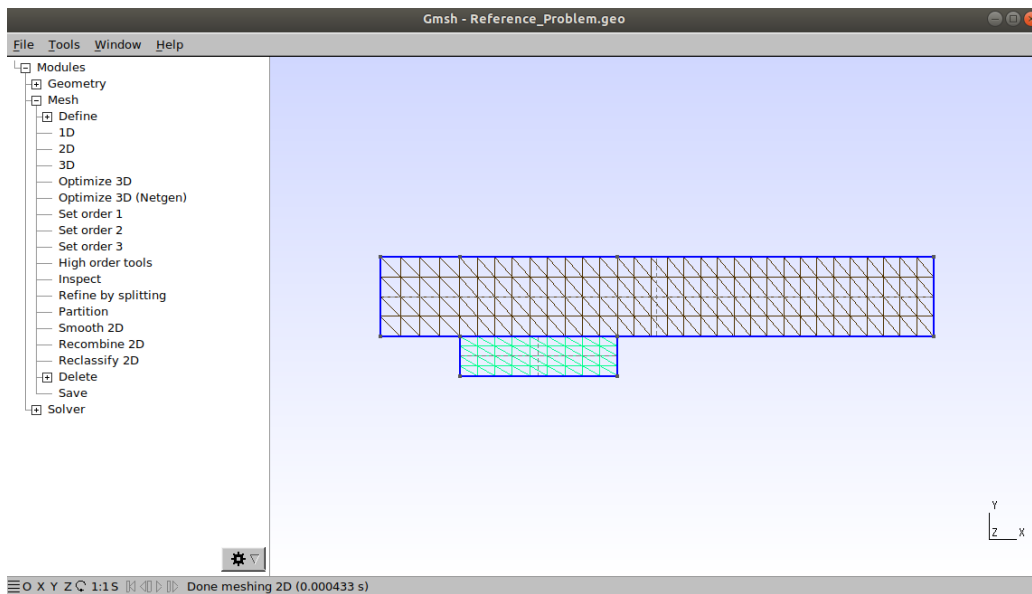 Gmsh - Reference_Problem.geo
File Tools Window Help
Modules
Geometry
Mesh
Define
1D
2D
3D
Optimize 3D
Optimize 3D (Netgen)
Set order 1
Set order 2
Set order 3
High order tools
Inspect
Refine by splitting
Partition
Smooth 2D
Recombine 2D
Reclassify 2D
Delete
Save
Solver
Y
Z X
O X Y Z 1:1 S Done meshing 2D (0.000433 s)